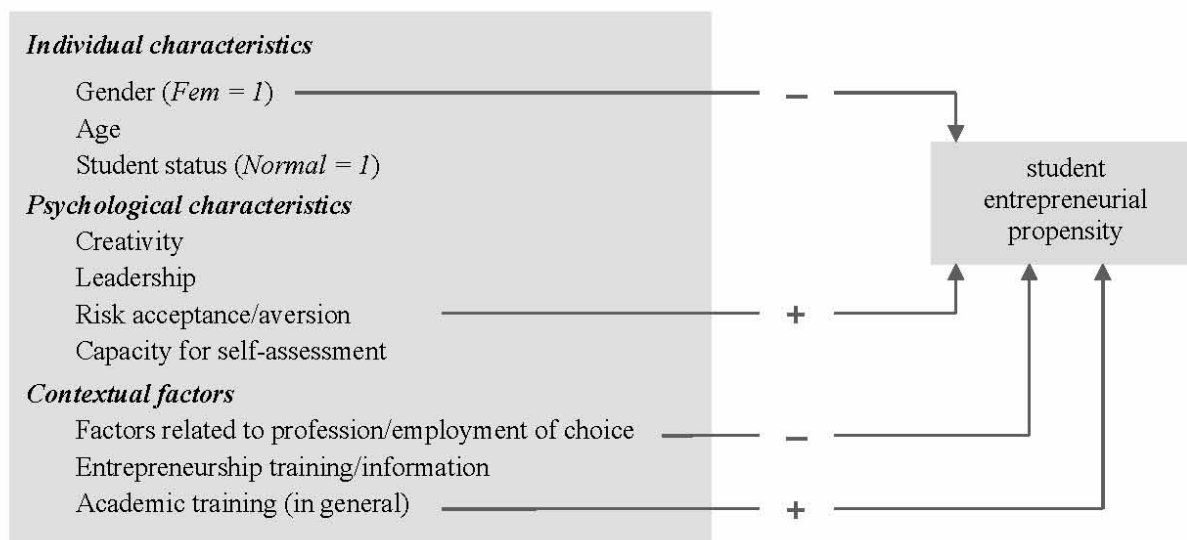 Individual characteristics
Gender (Fem = 1)
–
Age
Student status (Normal = 1)
student
entrepreneurial
propensity
Psychological characteristics
Creativity
Leadership
Risk acceptance/aversion
+
Capacity for self-assessment
Contextual factors
Factors related to profession/employment of choice
–
Entrepreneurship training/information
Academic training (in general)
+